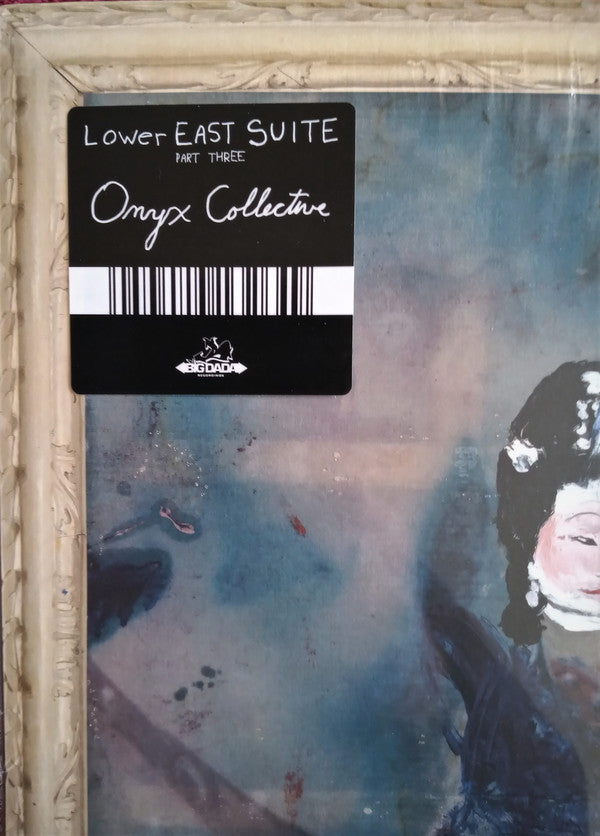 Lower EAST SUITE
PART THREE
Onyx Collective
BIG DADA
RECORDINGS